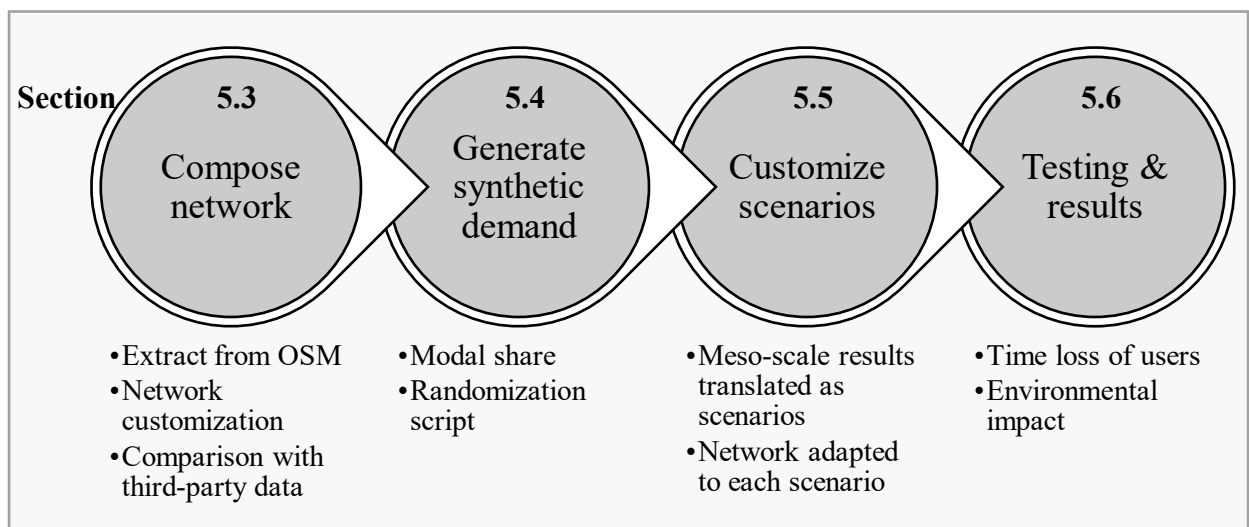 Section
5.3
Compose
network
•Extract from OSM
•Network
customization
•Comparison with
third-party data
5.4
Generate
synthetic
demand
•Modal share
•Randomization
script
5.5
Customize
scenarios
•Meso-scale results
translated as
scenarios
•Network adapted
to each scenario
5.6
Testing &
results
•Time loss of users
•Environmental
impact